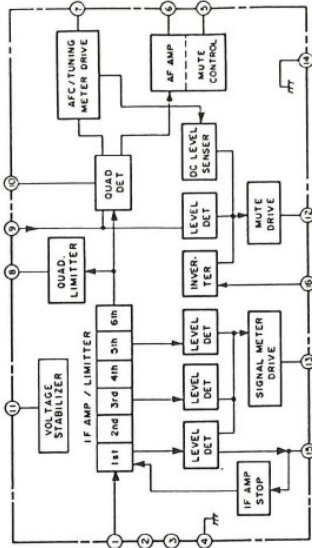 7
6
5
AFC/TUNING
METER DRIVE
AF AMP
MUTE
CONTROL
14
10
QUAD
DET
DC LEVEL
SENSER
9
8
QUAD.
LIMITTER
LEVEL
DET
INVER-
TER
MUTE
DRIVE
12
16
11
VOLTAGE
STABILIZER
IF AMP / LIMITTER
1st 2nd 3rd 4th 5th 6th
LEVEL
DET
LEVEL
DET
LEVEL
DET
SIGNAL METER
DRIVE
13
IF AMP
STOP
15
1
2
3
4